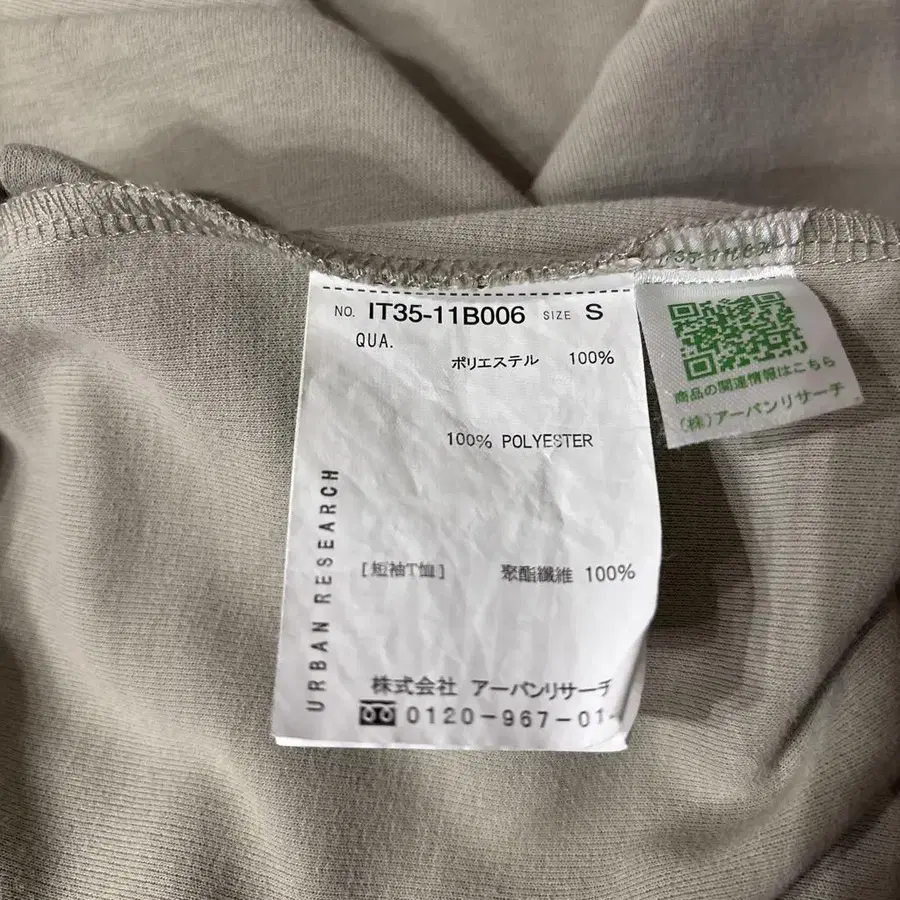 NO. IT35-11B006 SIZE S
QUA.
ポリエステル 100%
100% POLYESTER
[短袖T恤]
聚酯纖維 100%
URBAN RESEARCH
株式会社 アーバンリサーチ
0120-967-01
商品の関連情報はこちら
(株)アーバンリサーチ